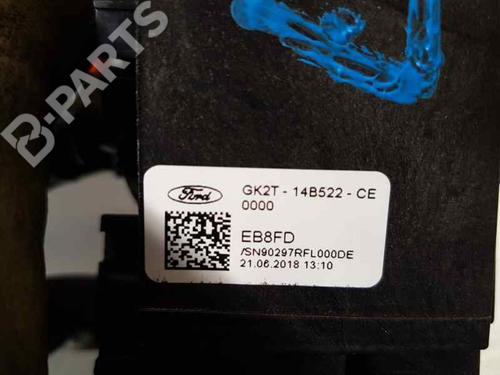 B-PARTS
Ford
GK2T - 14B522 - CE
0000
EB8FD
/SN90297RFL000DE
21.06.2018 13:10